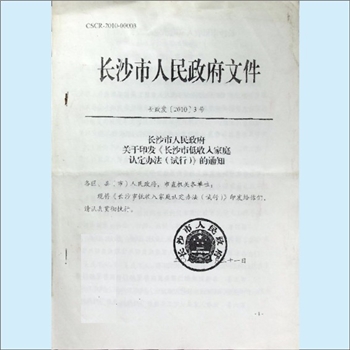 CSCR-2010-00003
长沙市人民政府文件
长政发〔2010〕3号
长沙市人民政府
关于印发《长沙市低收入家庭
认定办法（试行）》的通知
各区、县（市）人民政府，市直机关各单位：
现将《长沙市低收入家庭认定办法（试行）》印发给你们，
请认真贯彻执行。
长沙市人民政府
二十一日
-1-